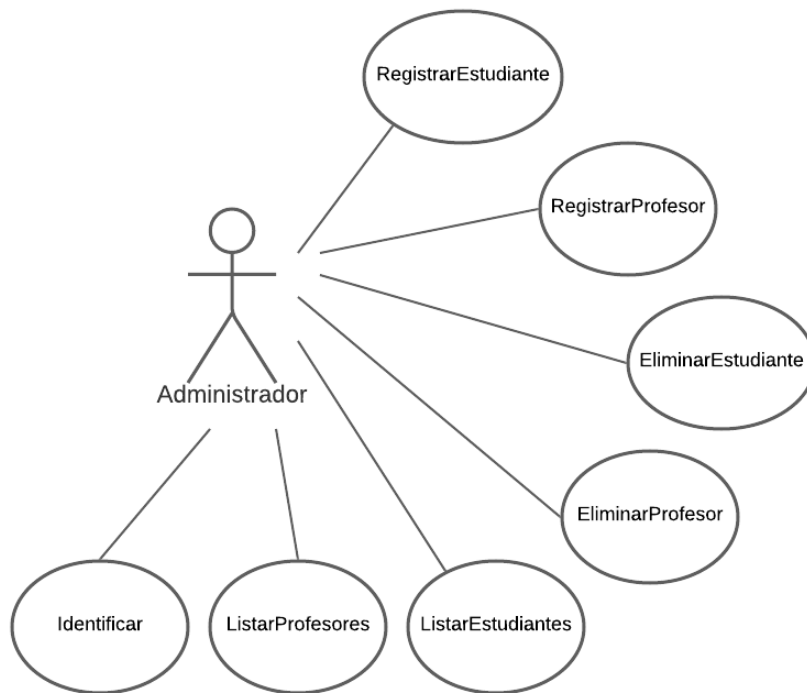 RegistrarEstudiante
RegistrarProfesor
EliminarEstudiante
Administrador
EliminarProfesor
Identificar
ListarProfesores
ListarEstudiantes